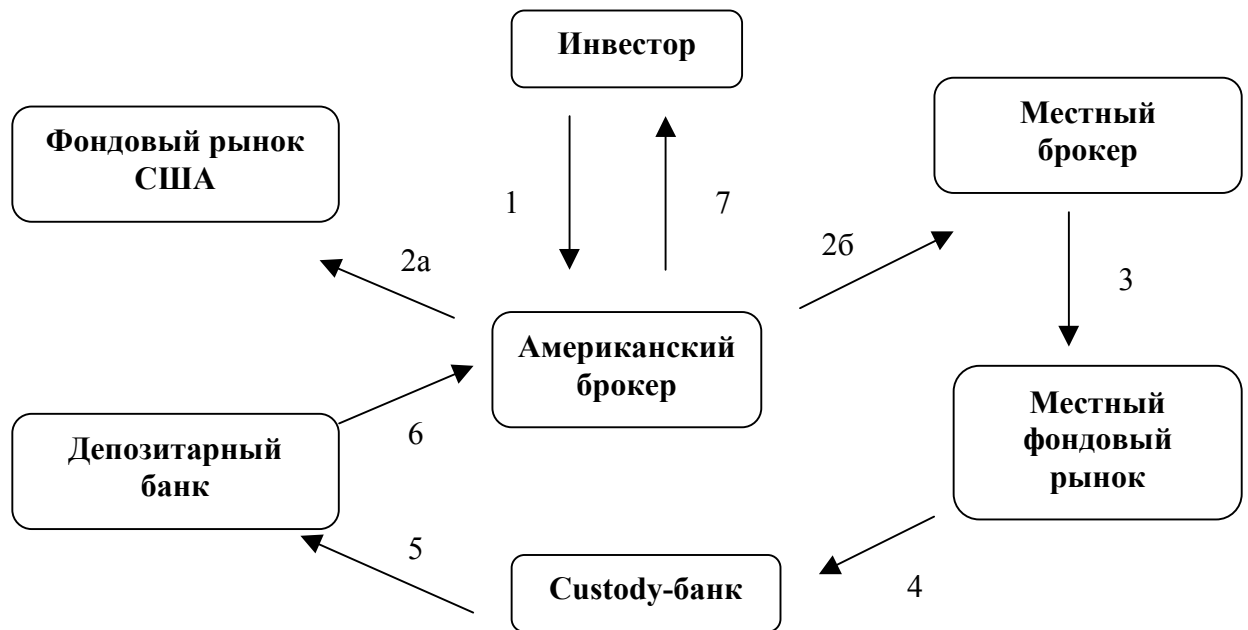 Инвестор
Местный
брокер
Фондовый рынок
США
1
7
2а
2б
3
Американский
брокер
Местный
фондовый
рынок
6
Депозитарный
банк
5
Custody-банк
4